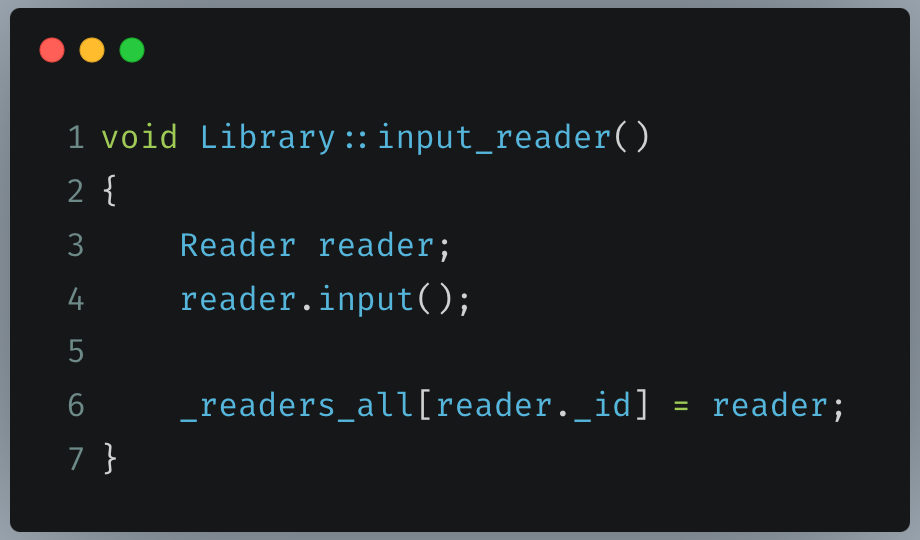 1 void Library::input_reader()
2 {
3     Reader reader;
4     reader.input();
5
6     _readers_all[reader._id] = reader;
7 }